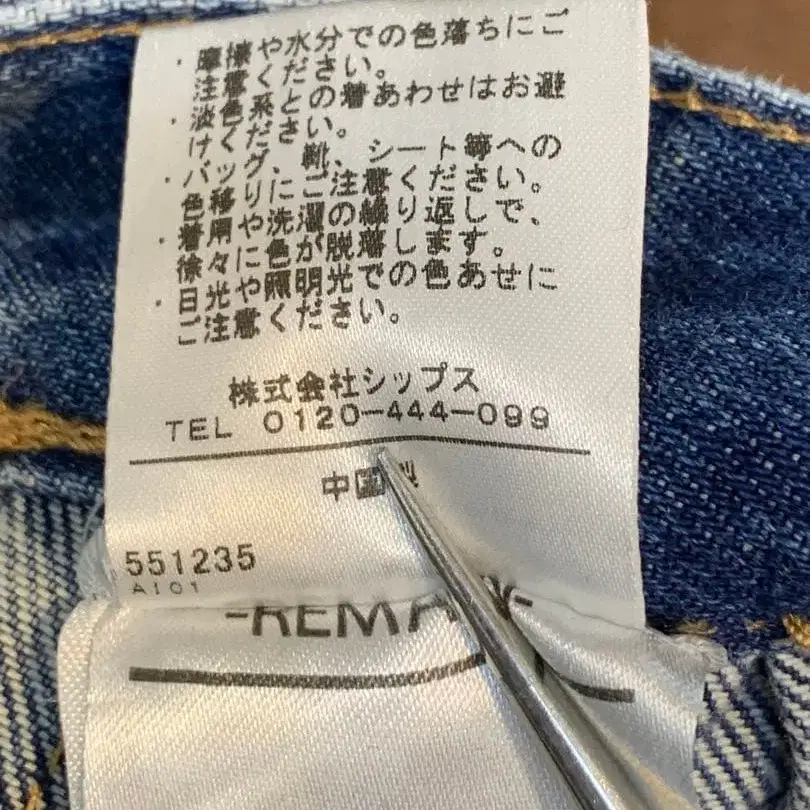 ・摩擦や水分での色落ちにご
注意ください。
・淡色系との着あわせはお避
けください。
・バッグ、靴、シート等への
色移りにご注意ください。
・着用や洗濯の繰り返しで、
徐々に色が脱落します。
・日光や照明光での色あせに
ご注意ください。
株式会社シップス
TEL 0120-444-099
中国製
551235
AI01